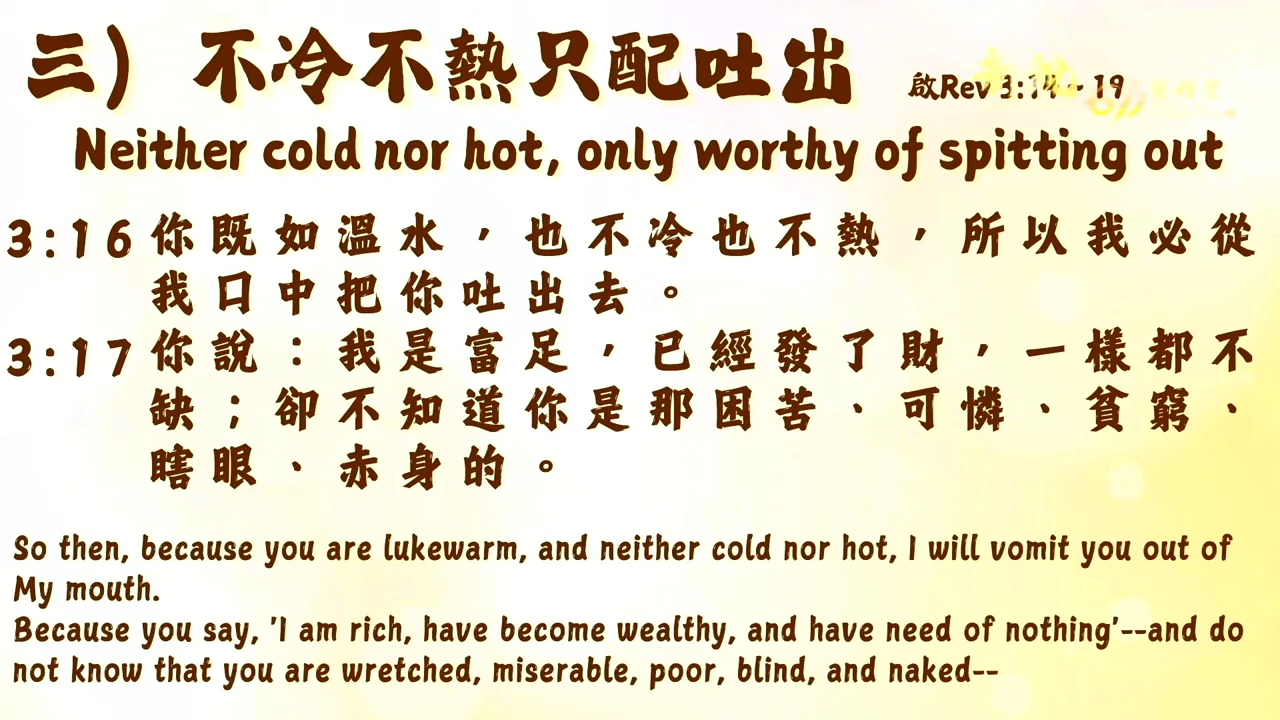 三） 不冷不熱只配吐出 啟Rev 3:14 - 19
Neither cold nor hot, only worthy of spitting out
3:16 你既如溫水，也不冷也不熱，所以我必從
我口中把你吐出去。
3:17 你說：我是富足，已經發了財，一樣都不
缺；卻不知道你是那困苦、可憐、貧窮、
瞎眼、赤身的。
So then, because you are lukewarm, and neither cold nor hot, I will vomit you out of
My mouth.
Because you say, 'I am rich, have become wealthy, and have need of nothing'--and do
not know that you are wretched, miserable, poor, blind, and naked--